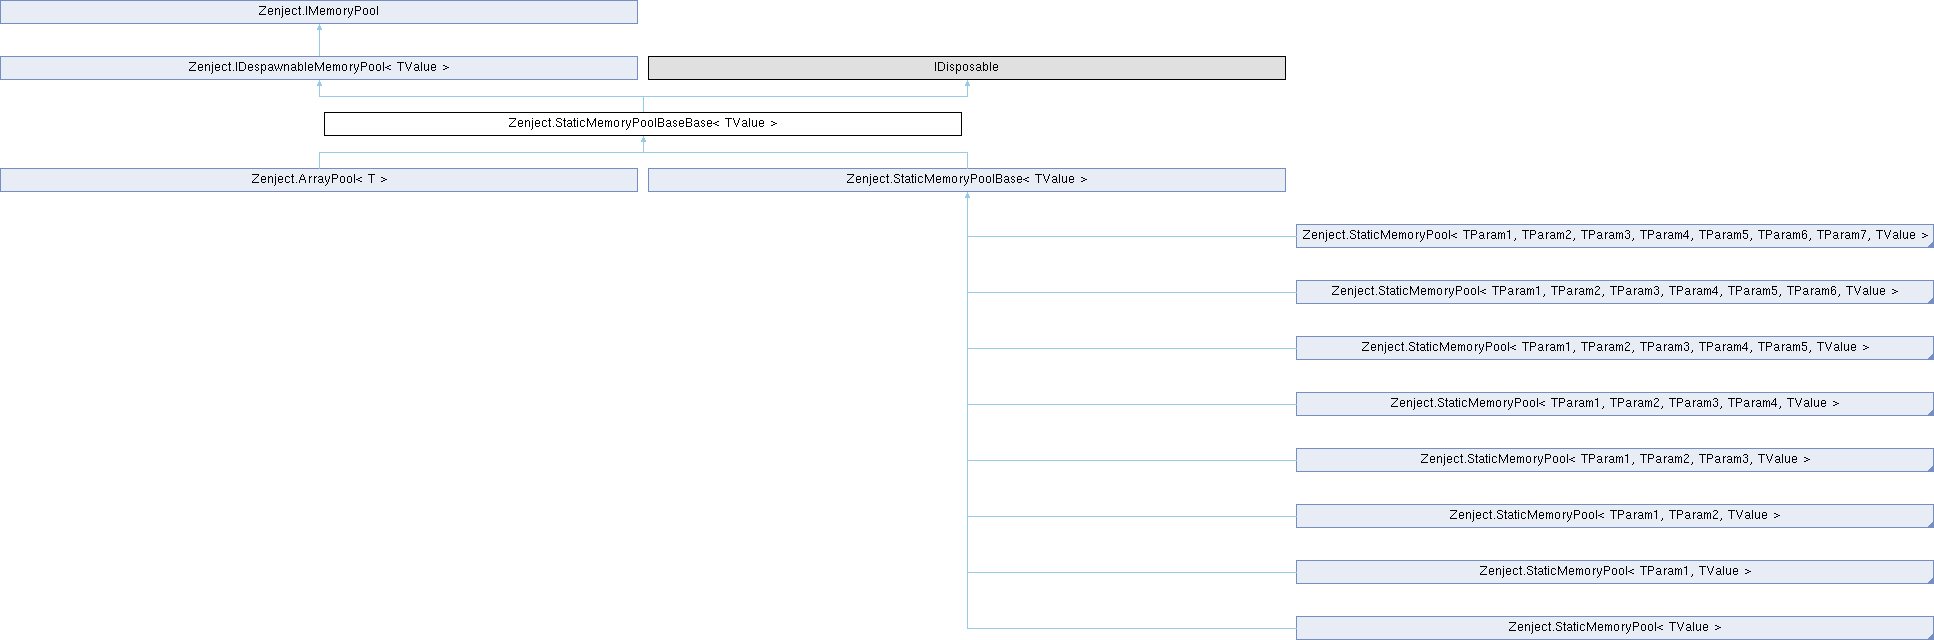 Zenject.IMemoryPool
Zenject.IDespawnableMemoryPool< TValue >
IDisposable
Zenject.StaticMemoryPoolBaseBase< TValue >
Zenject.ArrayPool< T >
Zenject.StaticMemoryPoolBase< TValue >
Zenject.StaticMemoryPool< TParam1, TParam2, TParam3, TParam4, TParam5, TParam6, TParam7, TValue >
Zenject.StaticMemoryPool< TParam1, TParam2, TParam3, TParam4, TParam5, TParam6, TValue >
Zenject.StaticMemoryPool< TParam1, TParam2, TParam3, TParam4, TParam5, TValue >
Zenject.StaticMemoryPool< TParam1, TParam2, TParam3, TParam4, TValue >
Zenject.StaticMemoryPool< TParam1, TParam2, TParam3, TValue >
Zenject.StaticMemoryPool< TParam1, TParam2, TValue >
Zenject.StaticMemoryPool< TParam1, TValue >
Zenject.StaticMemoryPool< TValue >